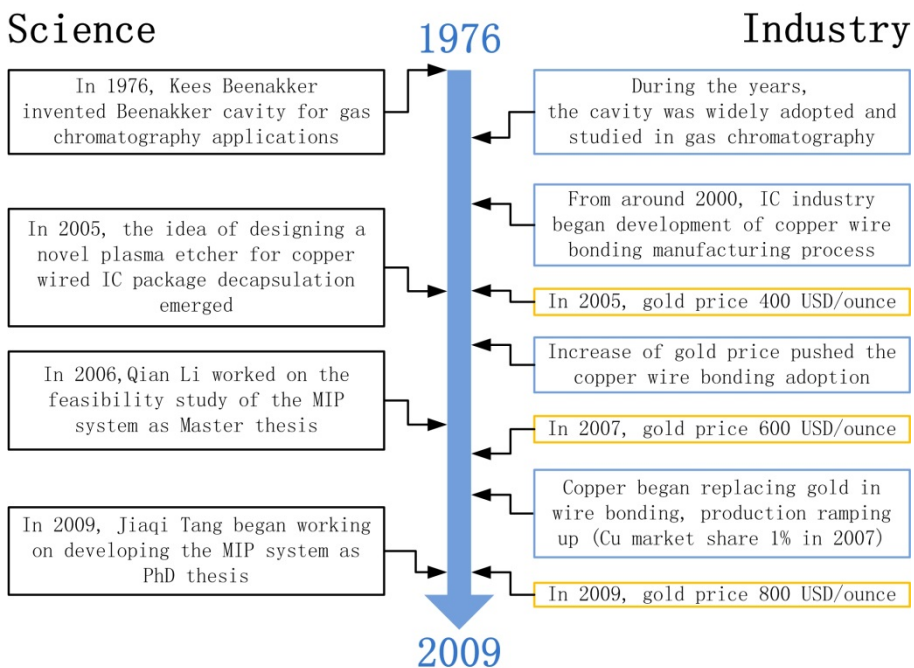 Science
1976
Industry
In 1976, Kees Beenakker
invented Beenakker cavity for gas
chromatography applications
During the years,
the cavity was widely adopted and
studied in gas chromatography
From around 2000, IC industry
began development of copper wire
bonding manufacturing process
In 2005, the idea of designing a
novel plasma etcher for copper
wired IC package decapsulation
emerged
In 2005, gold price 400 USD/ounce
Increase of gold price pushed the
copper wire bonding adoption
In 2006,Qian Li worked on the
feasibility study of the MIP
system as Master thesis
In 2007, gold price 600 USD/ounce
Copper began replacing gold in
wire bonding, production ramping
up (Cu market share 1% in 2007)
In 2009, Jiaqi Tang began working
on developing the MIP system as
PhD thesis
In 2009, gold price 800 USD/ounce
2009